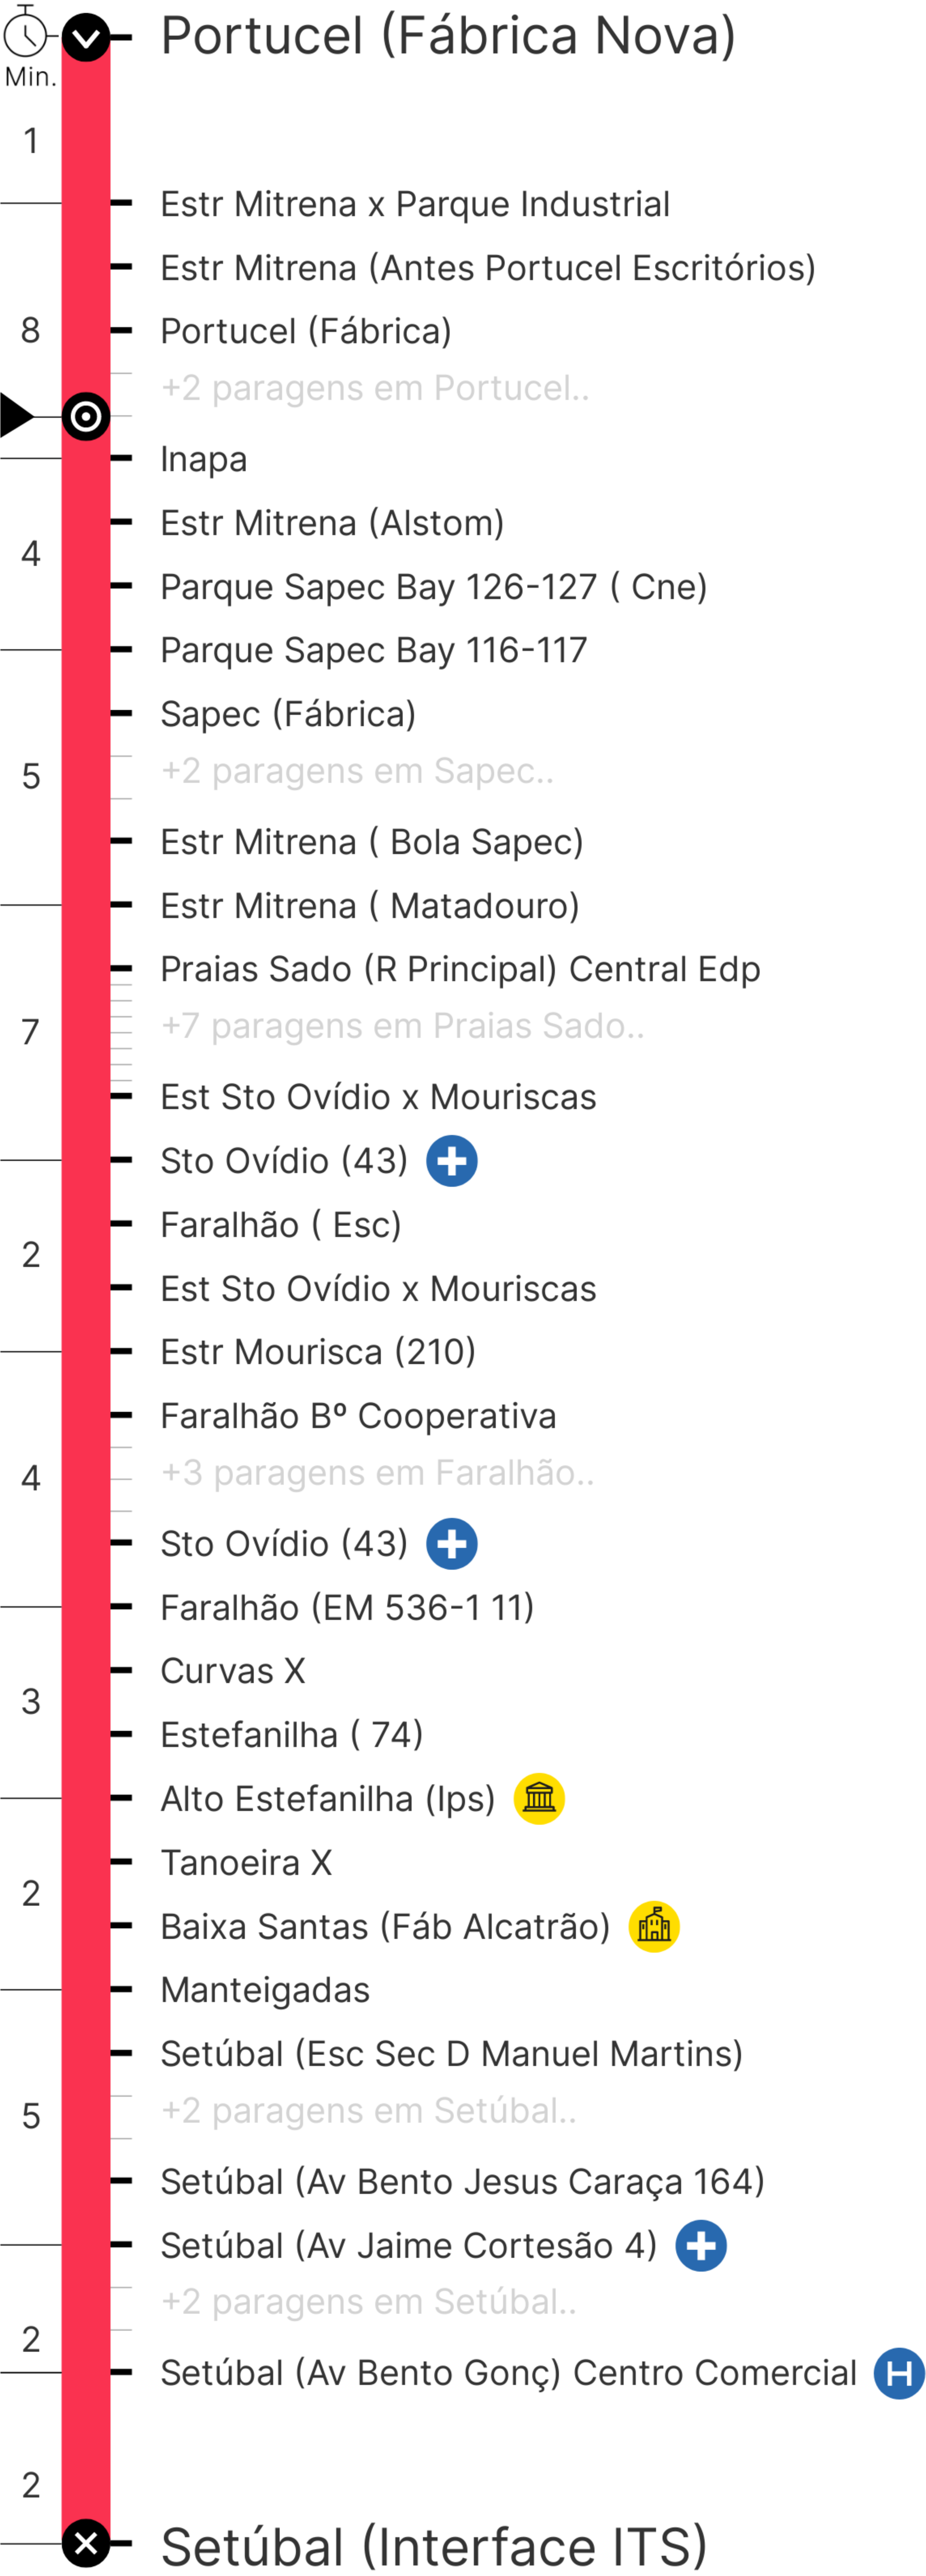 Portucel (Fábrica Nova)
Min.
1
Estr Mitrena x Parque Industrial
Estr Mitrena (Antes Portucel Escritórios)
8
Portucel (Fábrica)
+2 paragens em Portucel..
Inapa
Estr Mitrena (Alstom)
4
Parque Sapec Bay 126-127 ( Cne)
Parque Sapec Bay 116-117
Sapec (Fábrica)
5
+2 paragens em Sapec..
Estr Mitrena ( Bola Sapec)
Estr Mitrena ( Matadouro)
Praias Sado (R Principal) Central Edp
7
+7 paragens em Praias Sado..
Est Sto Ovídio x Mouriscas
Sto Ovídio (43)
Faralhão ( Esc)
2
Est Sto Ovídio x Mouriscas
Estr Mourisca (210)
Faralhão Bº Cooperativa
4
+3 paragens em Faralhão..
Sto Ovídio (43)
Faralhão (EM 536-1 11)
Curvas X
3
Estefanilha ( 74)
Alto Estefanilha (Ips)
Tanoeira X
2
Baixa Santas (Fáb Alcatrão)
Manteigadas
Setúbal (Esc Sec D Manuel Martins)
5
+2 paragens em Setúbal..
Setúbal (Av Bento Jesus Caraça 164)
Setúbal (Av Jaime Cortesão 4)
+2 paragens em Setúbal..
2
Setúbal (Av Bento Gonç) Centro Comercial H
2
Setúbal (Interface ITS)